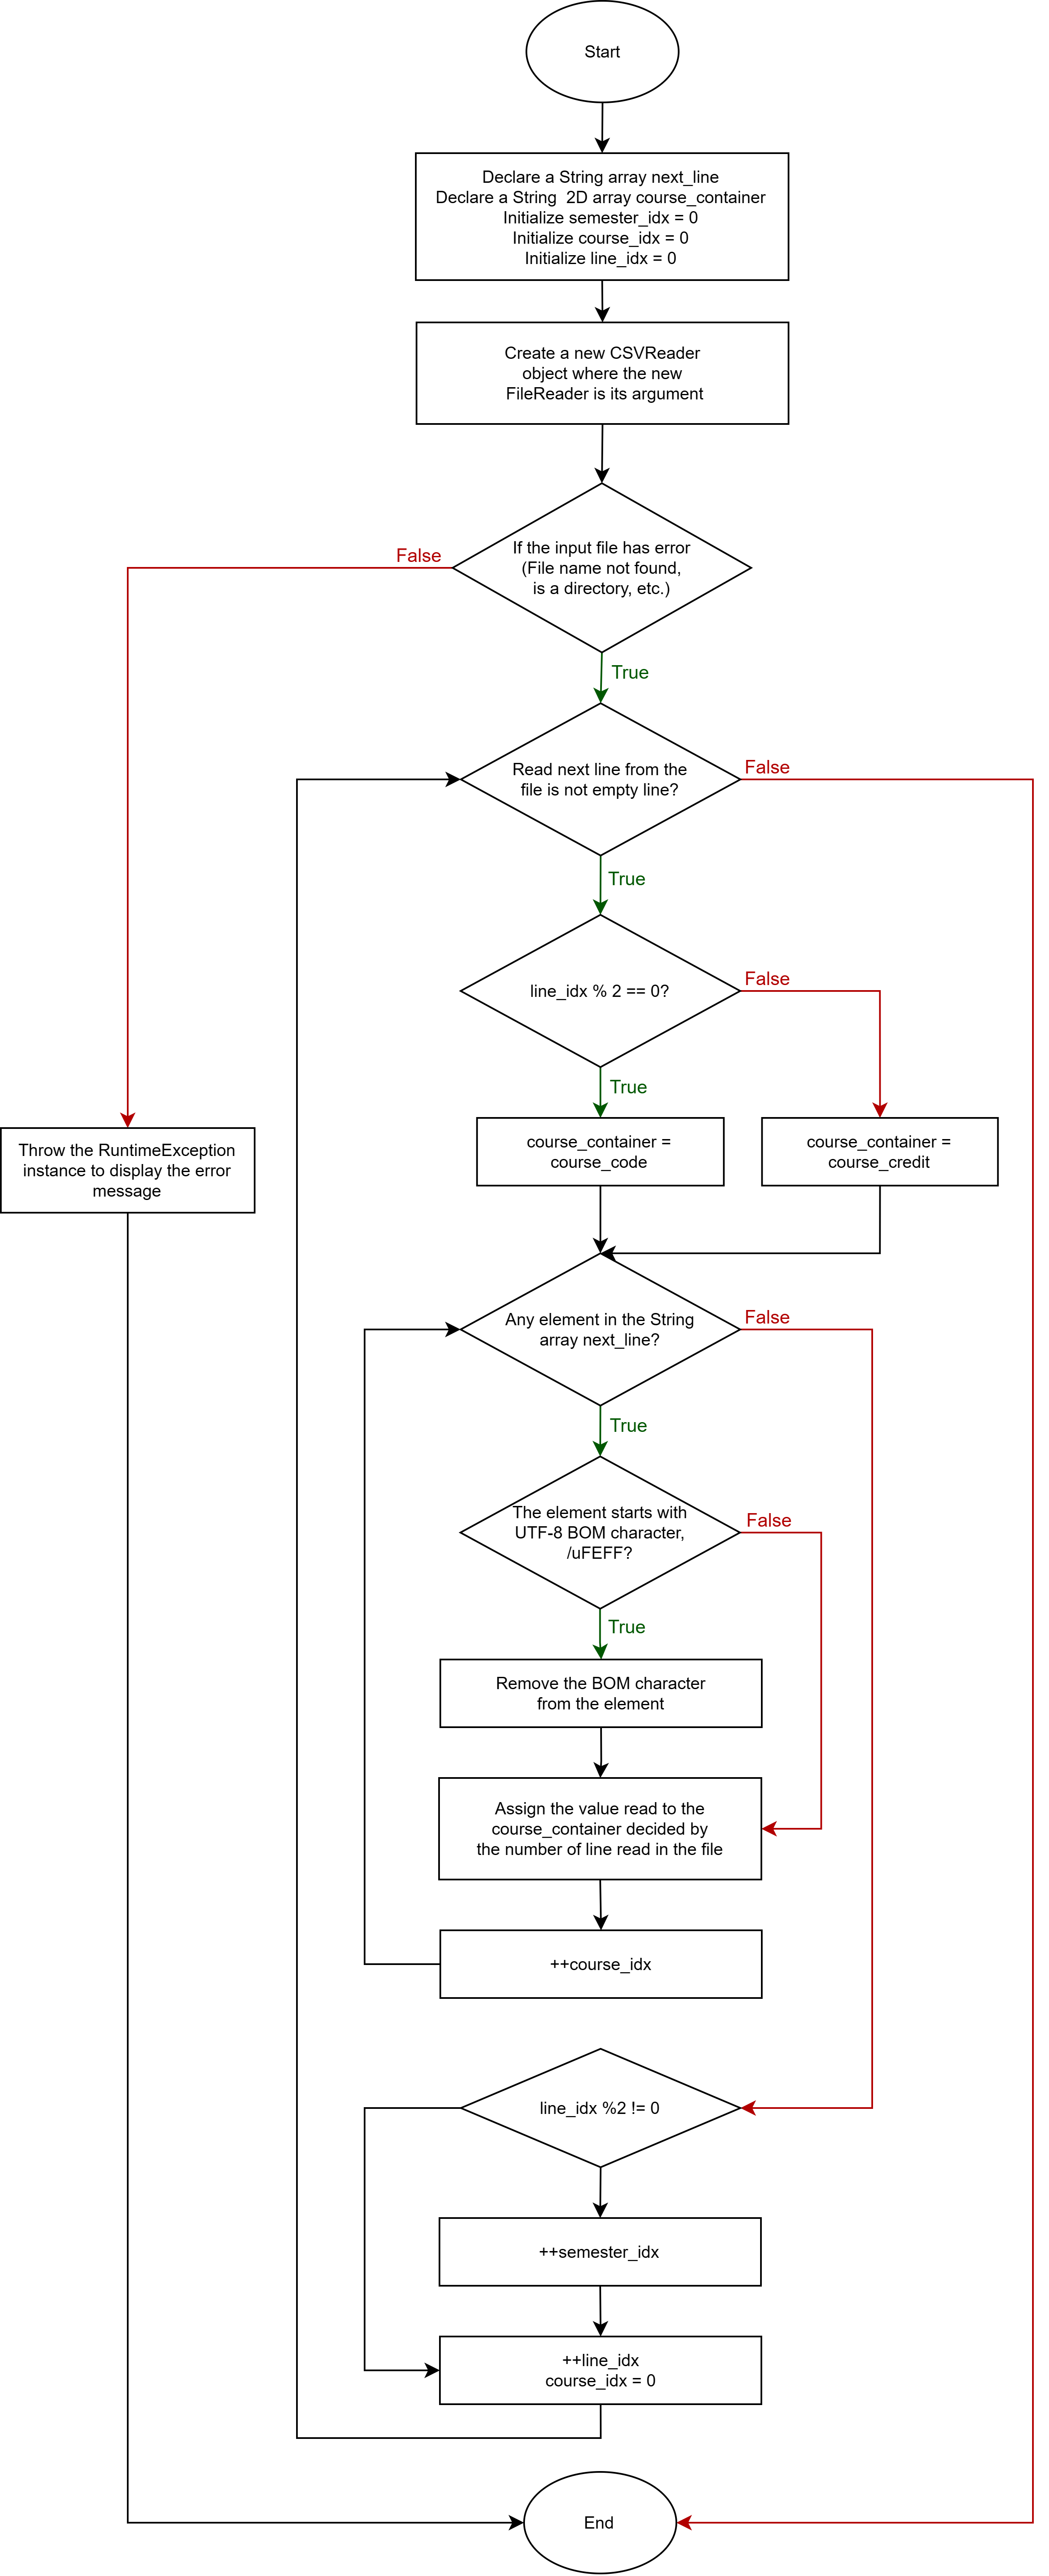 Start
Declare a String array next_line
Declare a String 2D array course_container
Initialize semester_idx = 0
Initialize course_idx = 0
Initialize line_idx = 0
Create a new CSVReader
object where the new
FileReader is its argument
If the input file has error
(File name not found,
is a directory, etc.)
False
True
Read next line from the
file is not empty line?
False
True
line_idx % 2 == 0?
False
True
Throw the RuntimeException
instance to display the error
message
course_container =
course_code
course_container =
course_credit
Any element in the String
array next_line?
False
True
The element starts with
UTF-8 BOM character,
/uFEFF?
False
True
Remove the BOM character
from the element
Assign the value read to the
course_container decided by
the number of line read in the file
++course_idx
line_idx %2 != 0
++semester_idx
++line_idx
course_idx = 0
End